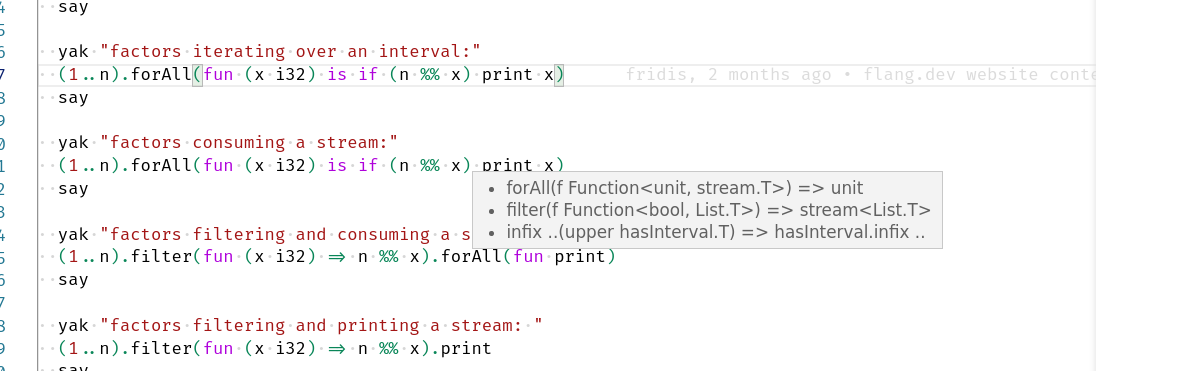 4 say
5
6 yak "factors iterating over an interval:"
7 (1..n).forAll(fun (x i32) is if (n %% x) print x) fridis, 2 months ago • flang.dev website conte
8 say
9
0 yak "factors consuming a stream:"
1 (1..n).forAll(fun (x i32) is if (n %% x) print x)
2 say
3
• forAll(f Function<unit, stream.T>) => unit
• filter(f Function<bool, List.T>) => stream<List.T>
• infix ..(upper hasInterval.T) => hasInterval.infix ..
4 yak "factors filtering and consuming a s
5 (1..n).filter(fun (x i32) => n %% x).forAll(fun print)
6 say
7
8 yak "factors filtering and printing a stream: "
9 (1..n).filter(fun (x i32) => n %% x).print
0 say